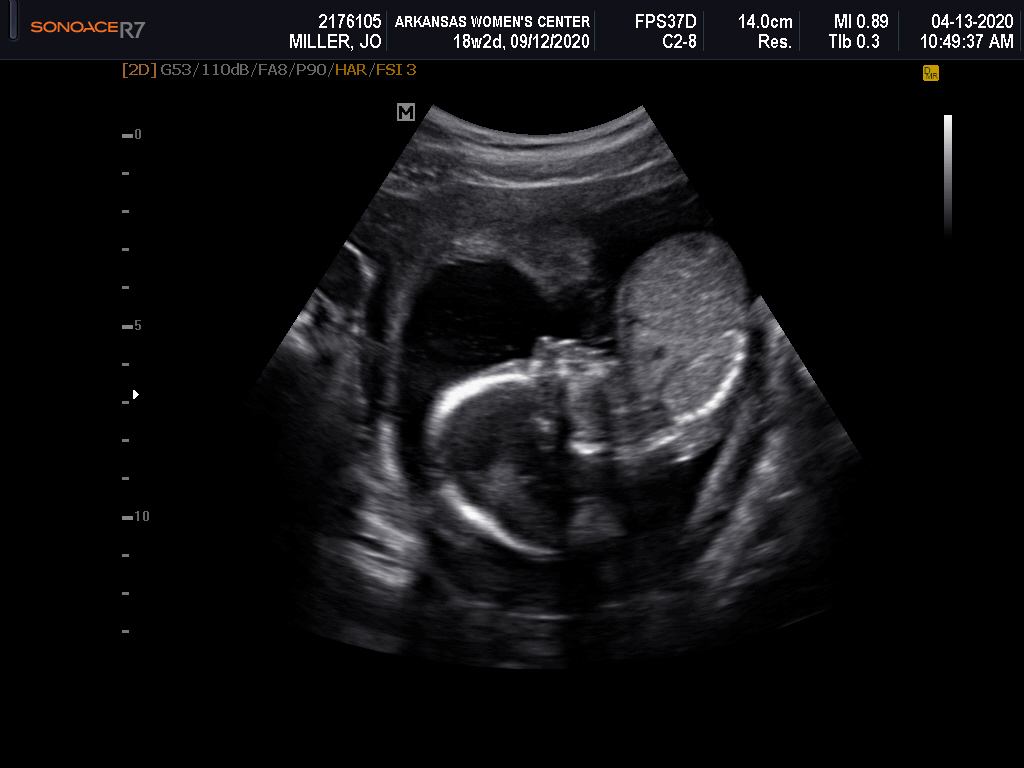 SONOACER7
2176105
MILLER, JO
ARKANSAS WOMEN'S CENTER
18w2d, 09/12/2020
FPS37D
C2-8
14.0cm
Res.
MI 0.89
TIb 0.3
04-13-2020
10:49:37 AM
[2D] G53/110dB/FA8/P90/HAR/FSI 3
M
0
5
10